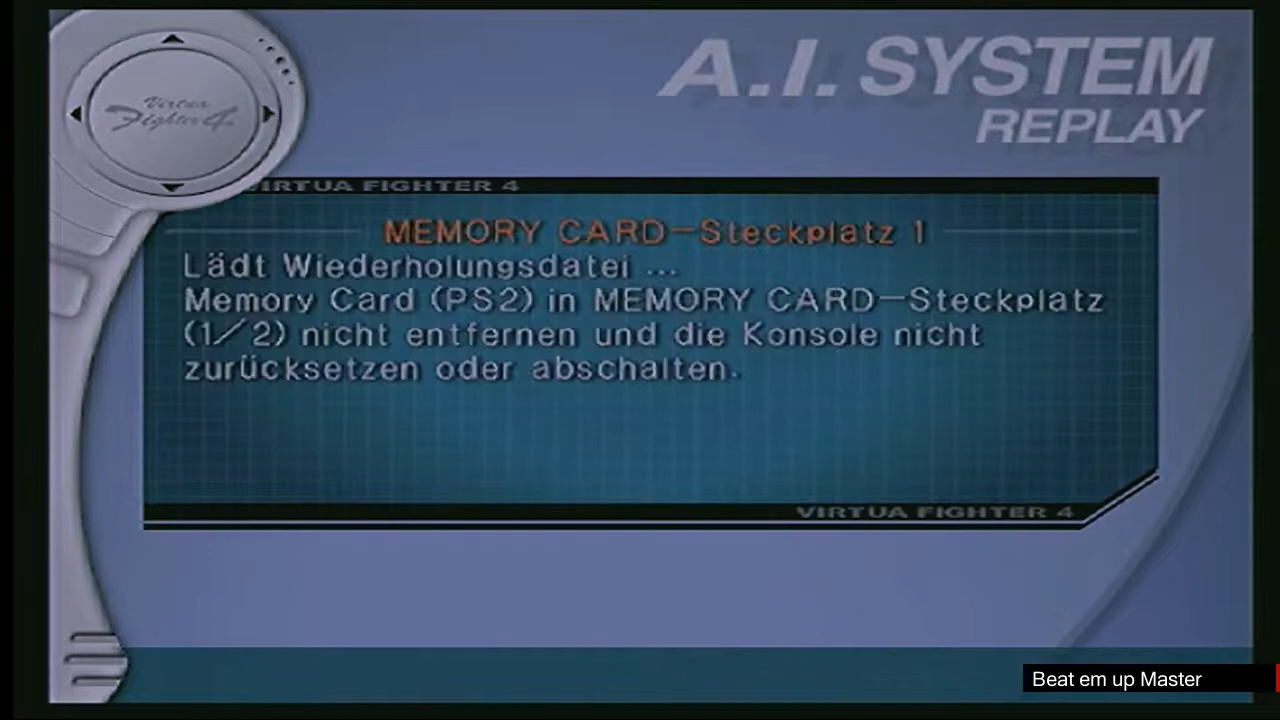 Virtua
Fighter 4
A.I. SYSTEM
REPLAY
VIRTUA FIGHTER 4
MEMORY CARD-Steckplatz 1
Lädt Wiederholungsdatei ...
Memory Card (PS2) in MEMORY CARD-Steckplatz
(1/2) nicht entfernen und die Konsole nicht
zurücksetzen oder abschalten.
VIRTUA FIGHTER 4
Beat em up Master